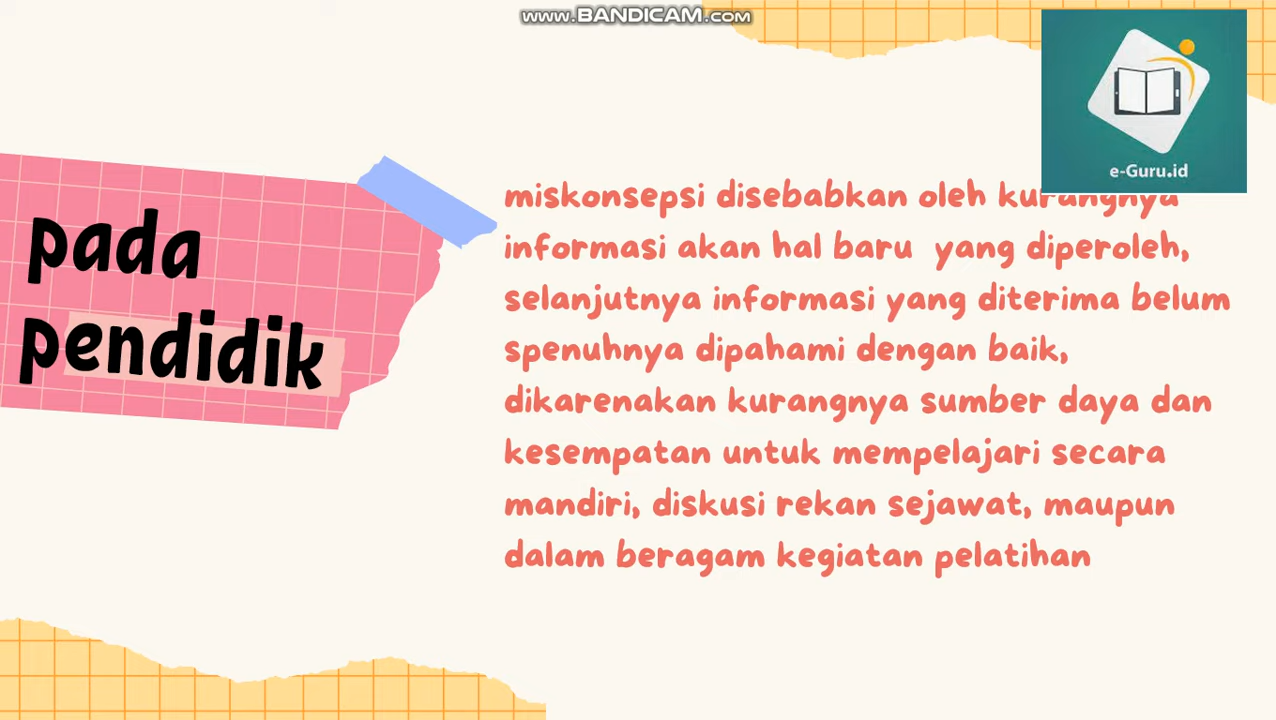 www.BANDICAM.com
e-Guru.id
pada
pendidik
miskonsepsi disebabkan oleh kurangnya
informasi akan hal baru yang diperoleh,
selanjutnya informasi yang diterima belum
spenuhnya dipahami dengan baik,
dikarenakan kurangnya sumber daya dan
kesempatan untuk mempelajari secara
mandiri, diskusi rekan sejawat, maupun
dalam beragam kegiatan pelatihan